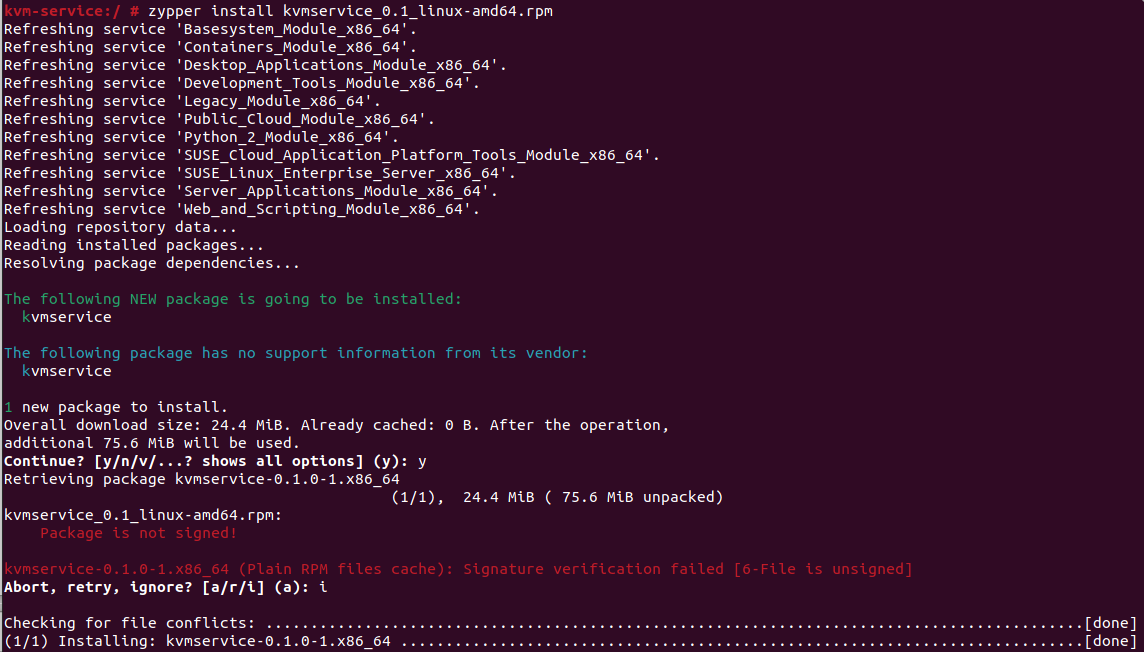 kvm-service:/ # zypper install kvmservice_0.1_linux-amd64.rpm
Refreshing service 'Basesystem_Module_x86_64'.
Refreshing service 'Containers_Module_x86_64'.
Refreshing service 'Desktop_Applications_Module_x86_64'.
Refreshing service 'Development_Tools_Module_x86_64'.
Refreshing service 'Legacy_Module_x86_64'.
Refreshing service 'Public_Cloud_Module_x86_64'.
Refreshing service 'Python_2_Module_x86_64'.
Refreshing service 'SUSE_Cloud_Application_Platform_Tools_Module_x86_64'.
Refreshing service 'SUSE_Linux_Enterprise_Server_x86_64'.
Refreshing service 'Server_Applications_Module_x86_64'.
Refreshing service 'Web_and_Scripting_Module_x86_64'.
Loading repository data...
Reading installed packages...
Resolving package dependencies...
The following NEW package is going to be installed:
kvmservice
The following package has no support information from its vendor:
kvmservice
1 new package to install.
Overall download size: 24.4 MiB. Already cached: 0 B. After the operation,
additional 75.6 MiB will be used.
Continue? [y/n/v/...? shows all options] (y): y
Retrieving package kvmservice-0.1.0-1.x86_64
(1/1),  24.4 MiB ( 75.6 MiB unpacked)
kvmservice_0.1_linux-amd64.rpm:
Package is not signed!
kvmservice-0.1.0-1.x86_64 (Plain RPM files cache): Signature verification failed [6-File is unsigned]
Abort, retry, ignore? [a/r/i] (a): i
Checking for file conflicts: ...........................................................................................[done]
(1/1) Installing: kvmservice-0.1.0-1.x86_64 ............................................................................[done]